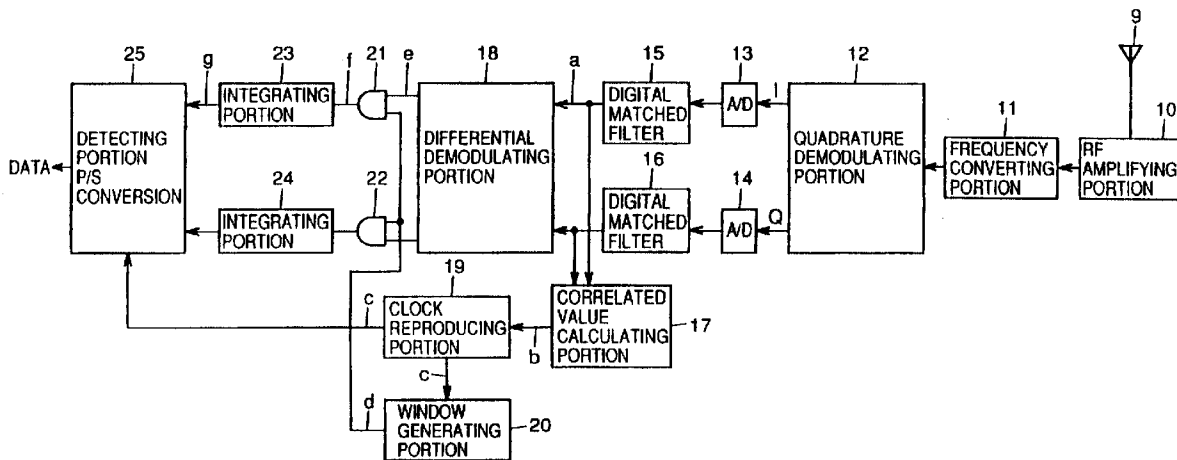 9
25
g
23
f
21
e
18
a
15
13
I
12
11
10
INTEGRATING
PORTION
DIGITAL
MATCHED
FILTER
A/D
DETECTING
PORTION
P/S
CONVERSION
DATA
DIFFERENTIAL
DEMODULATING
PORTION
QUADRATURE
DEMODULATING
PORTION
FREQUENCY
CONVERTING
PORTION
RF
AMPLIFYING
PORTION
24
22
16
14
Q
INTEGRATING
PORTION
DIGITAL
MATCHED
FILTER
A/D
19
c
CLOCK
REPRODUCING
PORTION
b
CORRELATED
VALUE
CALCULATING
PORTION
17
c
d
WINDOW
GENERATING
PORTION
20